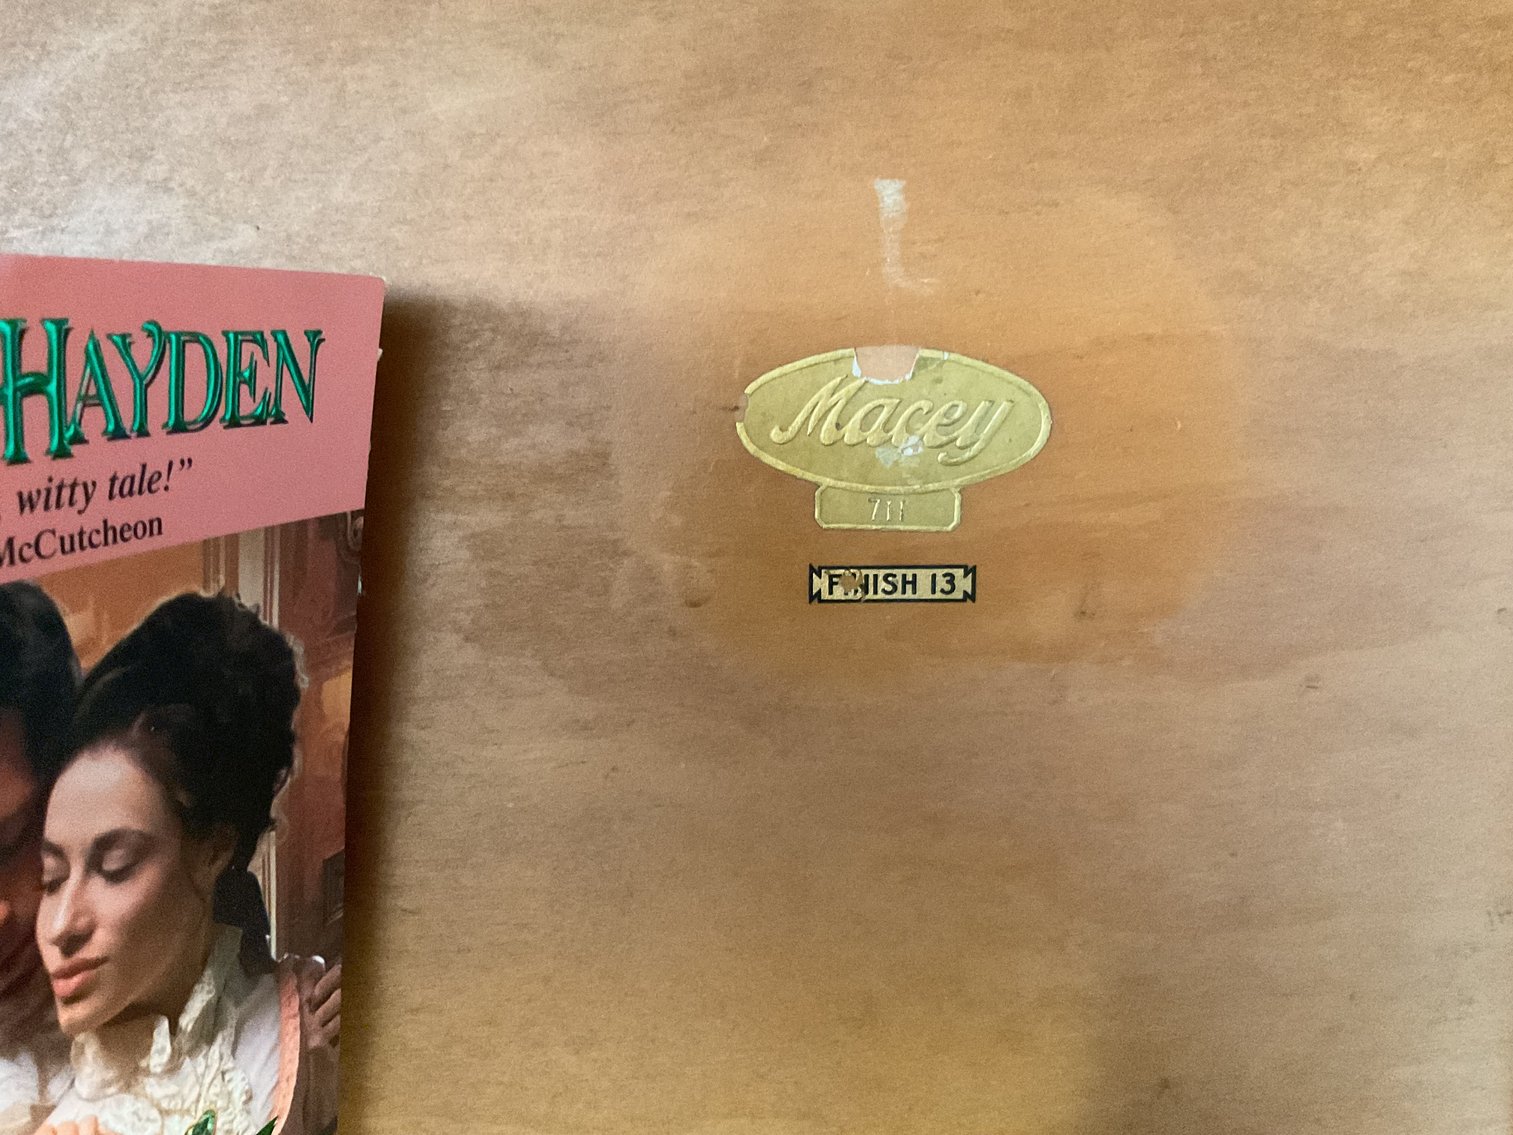 HAYDEN
witty tale!”
McCutcheon
Macey
711
FINISH 13